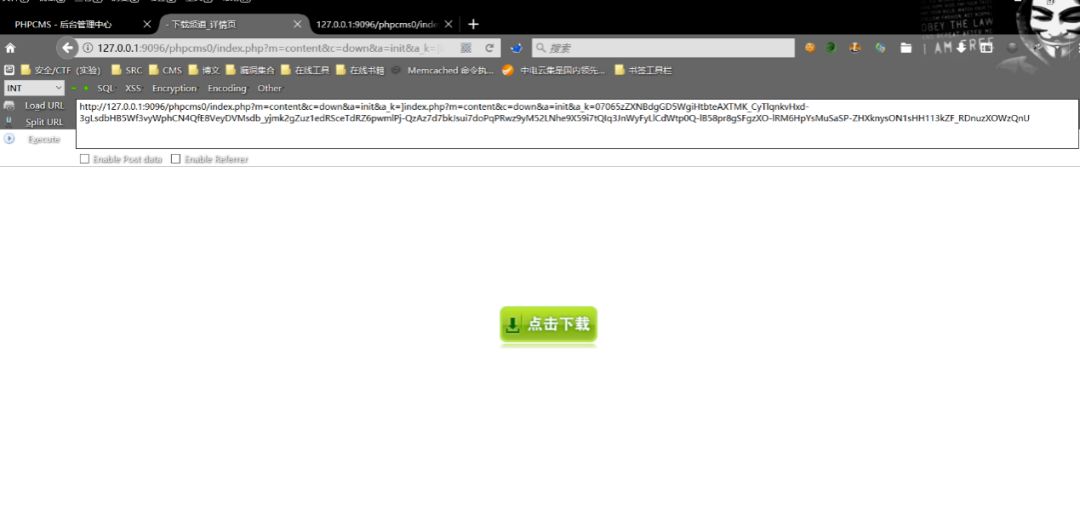 PHPCMS - 后台管理中心
- 下载频道_详情页
127.0.0.1:9096/phpcms0/inde
127.0.0.1:9096/phpcms0/index.php?m=content&c=down&a=init&a_k=
搜索
OBEY THE LAW
I AM FREE
安全/CTF (实验) SRC CMS 博文 漏洞集合 在线工具 在线书籍 Memcached 命令执... 中电云集是国内领先... 书签工具栏
INT SQL XSS Encryption Encoding Other
Load URL
Split URL
Execute
http://127.0.0.1:9096/phpcms0/index.php?m=content&c=down&a=init&a_k=]index.php?m=content&c=down&a=init&a_k=07065zZXNBdgGD5WgiHtbteAXTMK_CyTlqnkvHxd-
3gLsdbHB5Wf3vyWphCN4QfE8VeyDVMsdb_yjmk2gZuz1edRSceTdRZ6pwmlPj-QzAz7d7bkJsui7doPqPRwz9yM52LNhe9X59i7tQIq3JnWyFyLlCdWtp0Q-lB58pr8gSFgzXO-lRM6HpYsMuSaSP-ZHXknysON1sHH113kZF_RDnuzXOWzQnU
Enable Post data Enable Referrer
点击下载